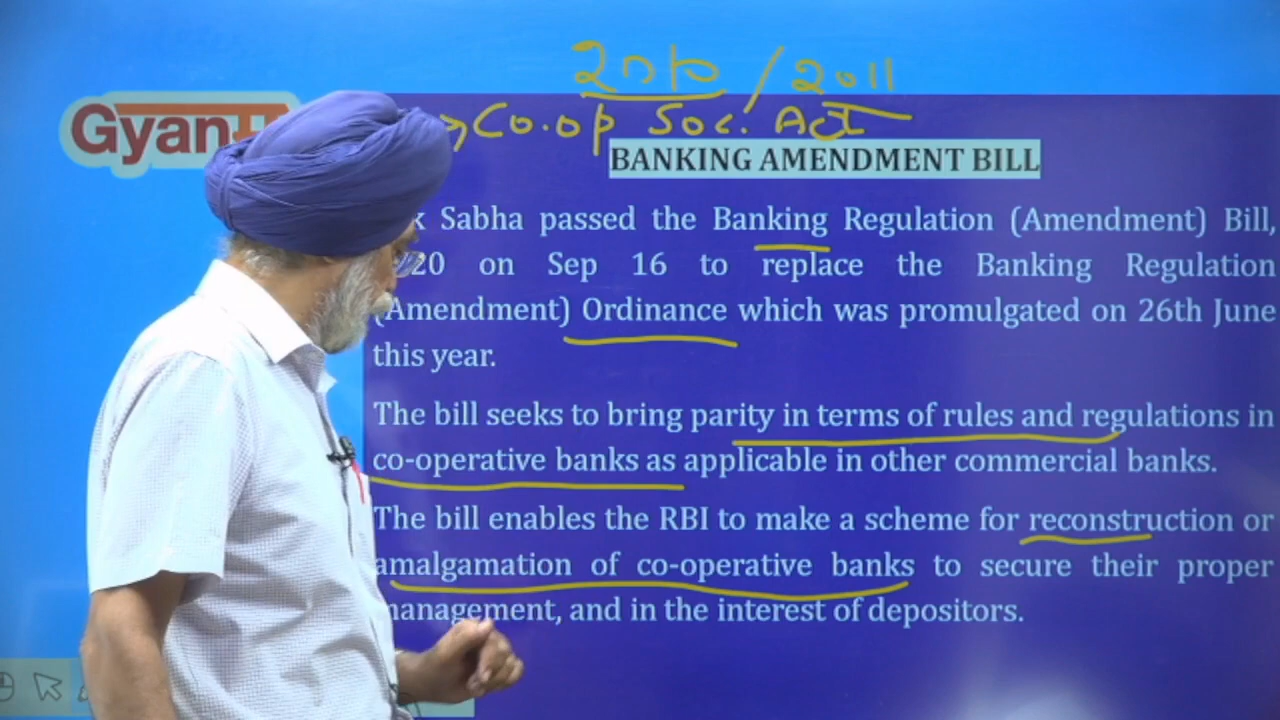 2010 / 2011
Gyanम
Co.op Soc. Act
BANKING AMENDMENT BILL
Sabha passed the Banking Regulation (Amendment) Bill,
20 on Sep 16 to replace the Banking Regulation
(Amendment) Ordinance which was promulgated on 26th June
this year.
The bill seeks to bring parity in terms of rules and regulations in
co-operative banks as applicable in other commercial banks.
The bill enables the RBI to make a scheme for reconstruction or
amalgamation of co-operative banks to secure their proper
management, and in the interest of depositors.